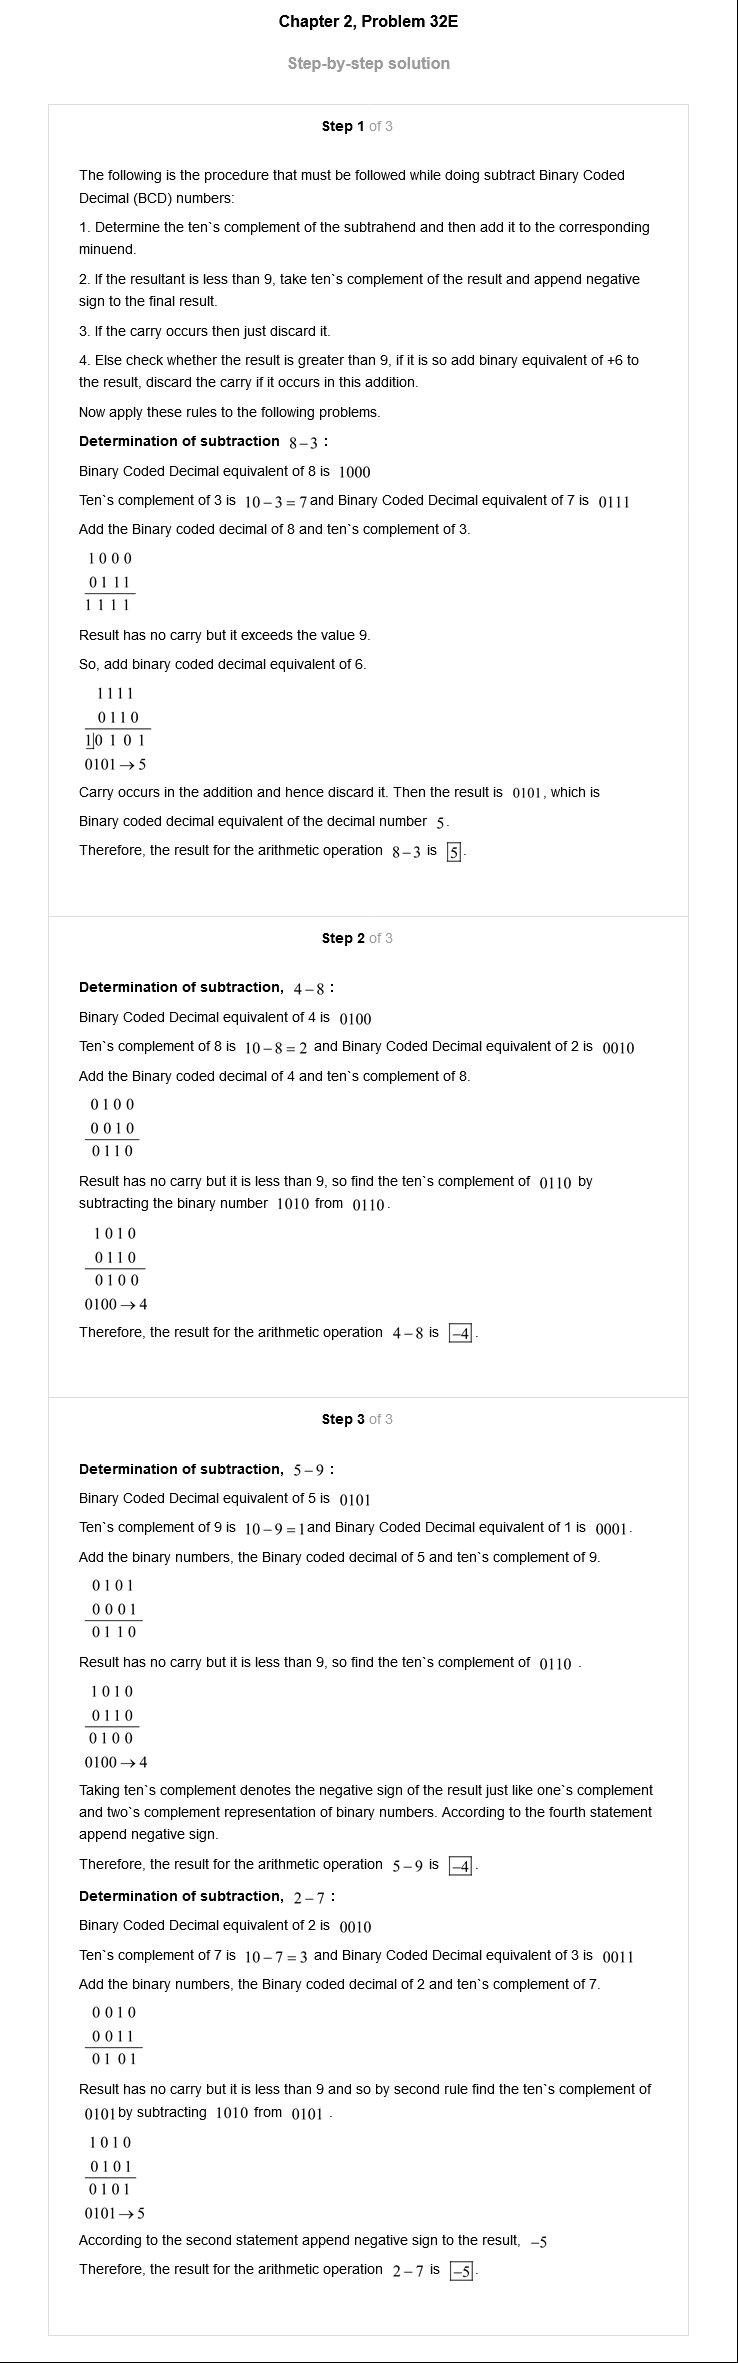 Chapter 2, Problem 32E
Step-by-step solution
Step 1 of 3
The following is the procedure that must be followed while doing subtract Binary Coded
Decimal (BCD) numbers:
1. Determine the ten`s complement of the subtrahend and then add it to the corresponding
minuend.
2. If the resultant is less than 9, take ten`s complement of the result and append negative
sign to the final result.
3. If the carry occurs then just discard it.
4. Else check whether the result is greater than 9, if it is so add binary equivalent of +6 to
the result, discard the carry if it occurs in this addition.
Now apply these rules to the following problems.
Determination of subtraction 8−3 :
Binary Coded Decimal equivalent of 8 is 1000
Ten`s complement of 3 is 10−3=7 and Binary Coded Decimal equivalent of 7 is 0111
Add the Binary coded decimal of 8 and ten`s complement of 3.
1 0 0 0
0 1 1 1
1 1 1 1
Result has no carry but it exceeds the value 9.
So, add binary coded decimal equivalent of 6.
1 1 1 1
0 1 1 0
1|0 1 0 1
0101→5
Carry occurs in the addition and hence discard it. Then the result is 0101, which is
Binary coded decimal equivalent of the decimal number 5.
Therefore, the result for the arithmetic operation 8−3 is 5.
Step 2 of 3
Determination of subtraction, 4−8 :
Binary Coded Decimal equivalent of 4 is 0100
Ten`s complement of 8 is 10−8=2 and Binary Coded Decimal equivalent of 2 is 0010
Add the Binary coded decimal of 4 and ten`s complement of 8.
0 1 0 0
0 0 1 0
0 1 1 0
Result has no carry but it is less than 9, so find the ten`s complement of 0110 by
subtracting the binary number 1010 from 0110.
1 0 1 0
0 1 1 0
0 1 0 0
0100→4
Therefore, the result for the arithmetic operation 4−8 is −4.
Step 3 of 3
Determination of subtraction, 5−9 :
Binary Coded Decimal equivalent of 5 is 0101
Ten`s complement of 9 is 10−9=1 and Binary Coded Decimal equivalent of 1 is 0001.
Add the binary numbers, the Binary coded decimal of 5 and ten`s complement of 9.
0 1 0 1
0 0 0 1
0 1 1 0
Result has no carry but it is less than 9, so find the ten`s complement of 0110 .
1 0 1 0
0 1 1 0
0 1 0 0
0100→4
Taking ten`s complement denotes the negative sign of the result just like one`s complement
and two`s complement representation of binary numbers. According to the fourth statement
append negative sign.
Therefore, the result for the arithmetic operation 5−9 is −4.
Determination of subtraction, 2−7 :
Binary Coded Decimal equivalent of 2 is 0010
Ten`s complement of 7 is 10−7=3 and Binary Coded Decimal equivalent of 3 is 0011
Add the binary numbers, the Binary coded decimal of 2 and ten`s complement of 7.
0 0 1 0
0 0 1 1
0 1 0 1
Result has no carry but it is less than 9 and so by second rule find the ten`s complement of
0101 by subtracting 1010 from 0101 .
1 0 1 0
0 1 0 1
0 1 0 1
0101→5
According to the second statement append negative sign to the result, −5
Therefore, the result for the arithmetic operation 2−7 is −5.